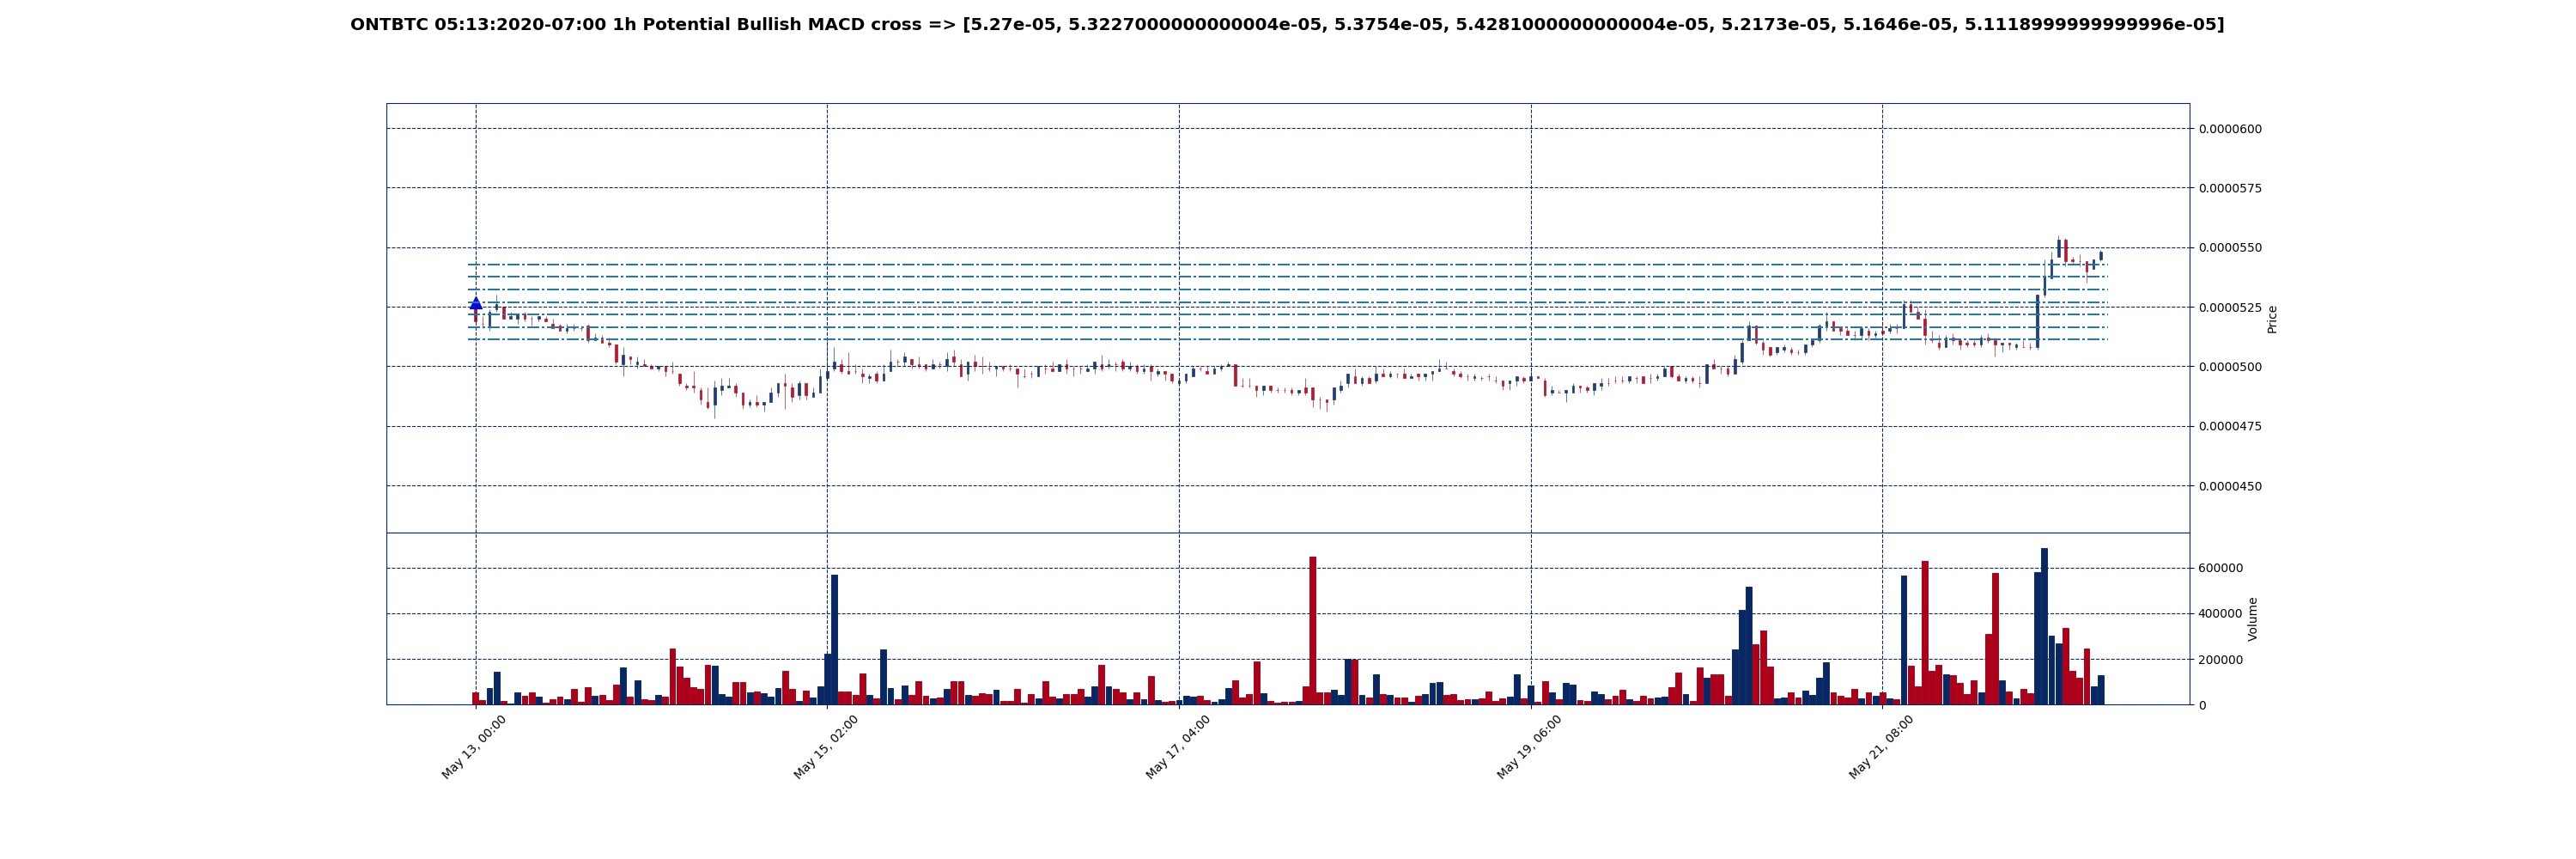 ONTBTC 05:13:2020-07:00 1h Potential Bullish MACD cross => [5.27e-05, 5.3227000000000004e-05, 5.3754e-05, 5.4281000000000004e-05, 5.2173e-05, 5.1646e-05, 5.1118999999999996e-05]
0.0000600
0.0000575
0.0000550
0.0000525
Price
0.0000500
0.0000475
0.0000450
600000
400000
Volume
200000
0
May 13, 00:00
May 15, 02:00
May 17, 04:00
May 19, 06:00
May 21, 08:00